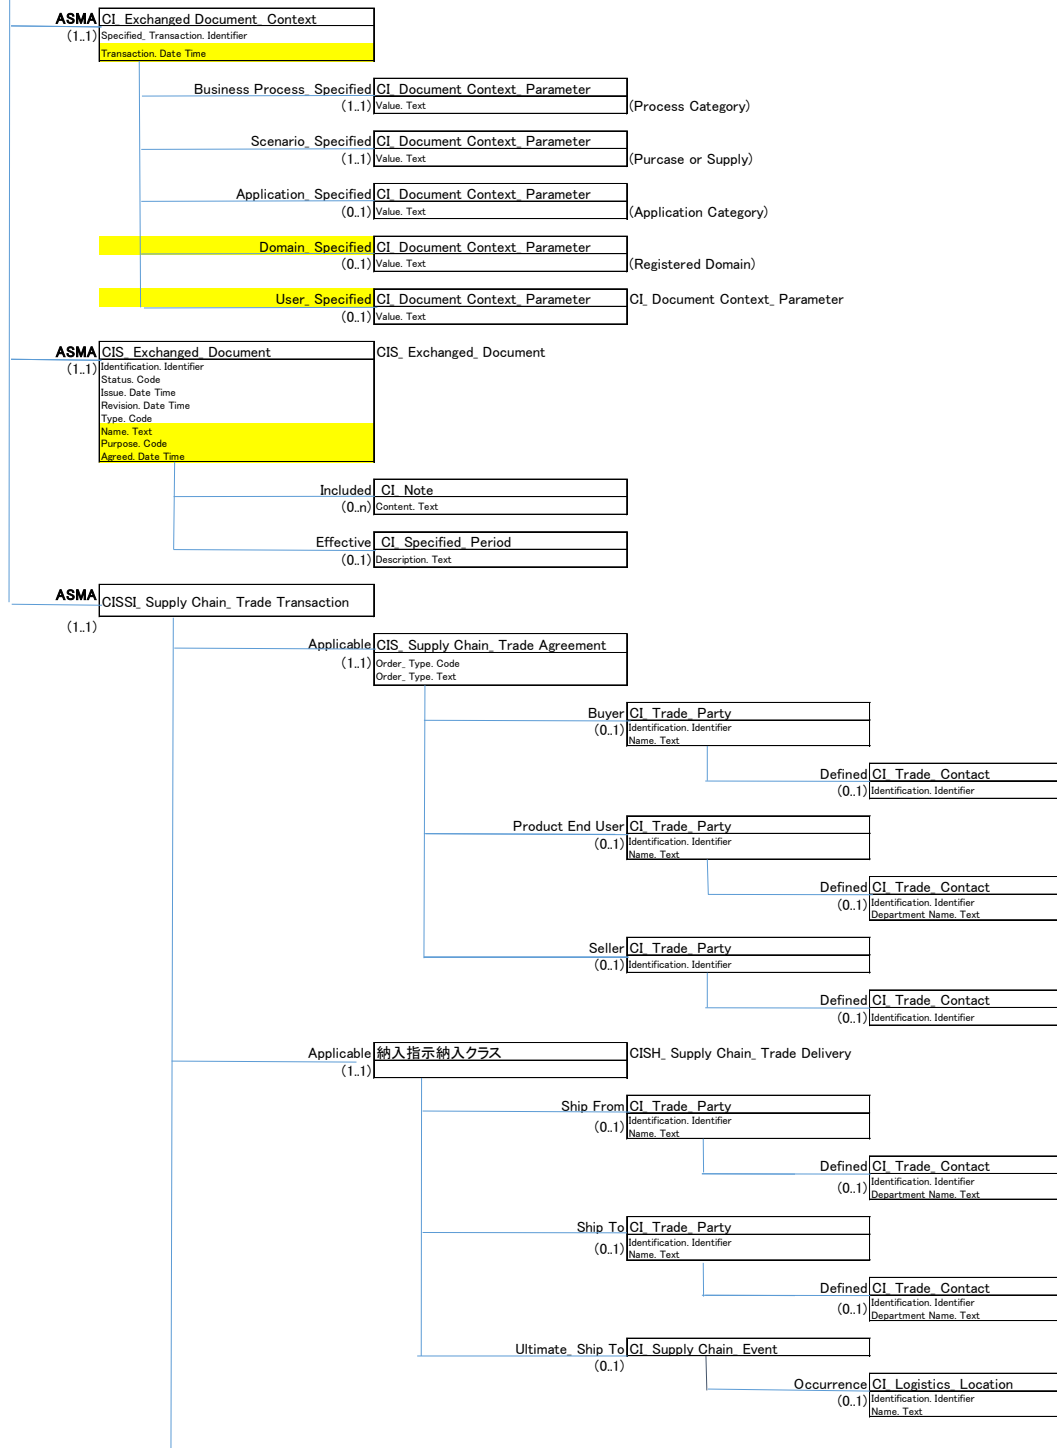 ASMA CI_ Exchanged Document_ Context
(1..1) Specified_ Transaction. Identifier
Transaction. Date Time
Business Process_ Specified CI_ Document Context_ Parameter
(1..1) Value. Text (Process Category)
Scenario_ Specified CI_ Document Context_ Parameter
(1..1) Value. Text (Purcase or Supply)
Application_ Specified CI_ Document Context_ Parameter
(0..1) Value. Text (Application Category)
Domain_ Specified CI_ Document Context_ Parameter
(0..1) Value. Text (Registered Domain)
User_ Specified CI_ Document Context_ Parameter CI_ Document Context_ Parameter
(0..1) Value. Text
ASMA CIS_ Exchanged_ Document CIS_ Exchanged_ Document
(1..1) Identification. Identifier
Status. Code
Issue. Date Time
Revision. Date Time
Type. Code
Name. Text
Purpose. Code
Agreed. Date Time
Included CI_ Note
(0..n) Content. Text
Effective CI_ Specified_ Period
(0..1) Description. Text
ASMA CISSI_ Supply Chain_ Trade Transaction
(1..1)
Applicable CIS_ Supply Chain_ Trade Agreement
(1..1) Order_ Type. Code
Order_ Type. Text
Buyer CI_ Trade_ Party
(0..1) Identification. Identifier
Name. Text
Defined CI_ Trade_ Contact
(0..1) Identification. Identifier
Product End User CI_ Trade_ Party
(0..1) Identification. Identifier
Name. Text
Defined CI_ Trade_ Contact
(0..1) Identification. Identifier
Department Name. Text
Seller CI_ Trade_ Party
(0..1) Identification. Identifier
Defined CI_ Trade_ Contact
(0..1) Identification. Identifier
Applicable 納入指示納入クラス CISH_ Supply Chain_ Trade Delivery
(1..1)
Ship From CI_ Trade_ Party
(0..1) Identification. Identifier
Name. Text
Defined CI_ Trade_ Contact
(0..1) Identification. Identifier
Department Name. Text
Ship To CI_ Trade_ Party
(0..1) Identification. Identifier
Name. Text
Defined CI_ Trade_ Contact
(0..1) Identification. Identifier
Department Name. Text
Ultimate_ Ship To CI_ Supply Chain_ Event
(0..1)
Occurrence CI_ Logistics_ Location
(0..1) Identification. Identifier
Name. Text